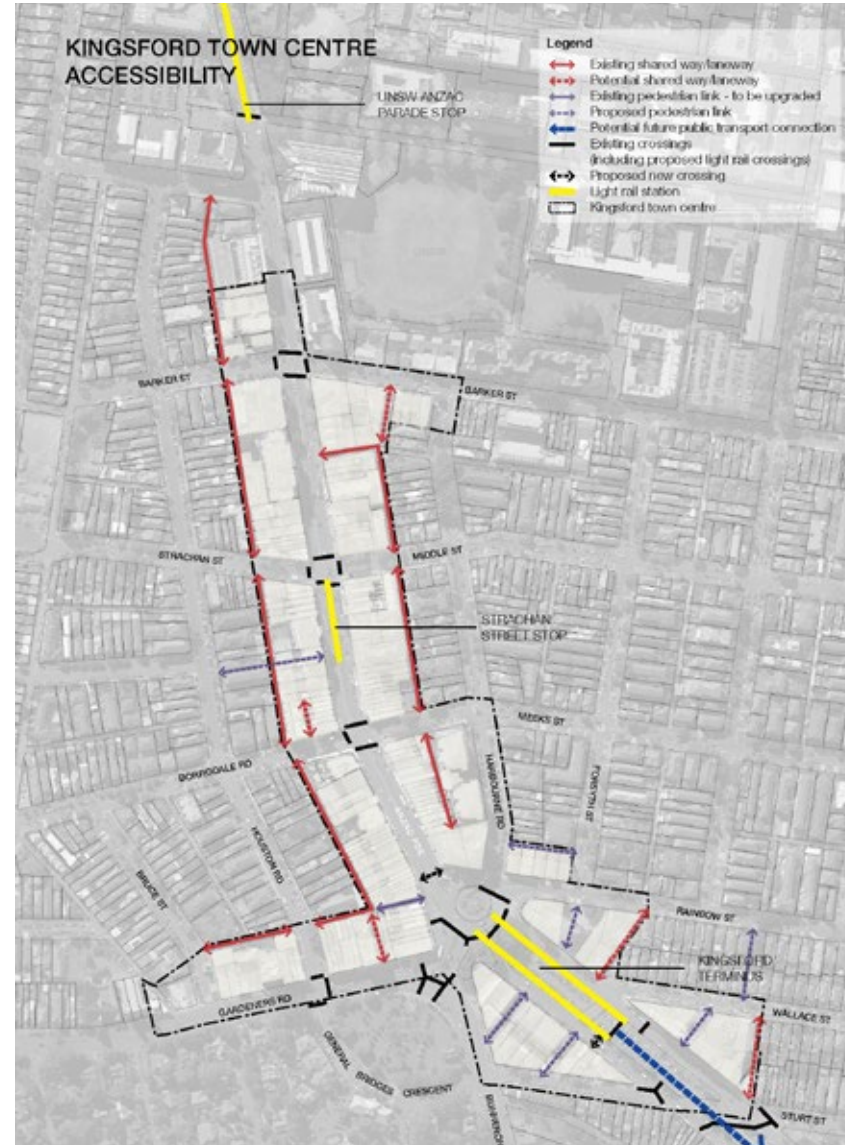 KINGSFORD TOWN CENTRE
ACCESSIBILITY
UNSW ANZAC
PARADE STOP
Legend
Existing shared way/laneway
Potential shared way/laneway
Existing pedestrian link - to be upgraded
Proposed pedestrian link
Potential future public transport connection
Existing crossings
(including proposed light rail crossings)
Proposed new crossing
Light rail station
Kingsford town centre
BARKER ST
BARKER ST
STRACHAN ST
MIDDLE ST
STRACHAN
STREET STOP
MEEKS ST
BORRODALE RD
HARBOURNE RD
FORSYTH ST
HOUSTON RD
BRUCE ST
RAINBOW ST
KINGSFORD
TERMINUS
GARDENERS RD
WALLACE ST
GENERAL BRIDGES CRESCENT
STURT ST